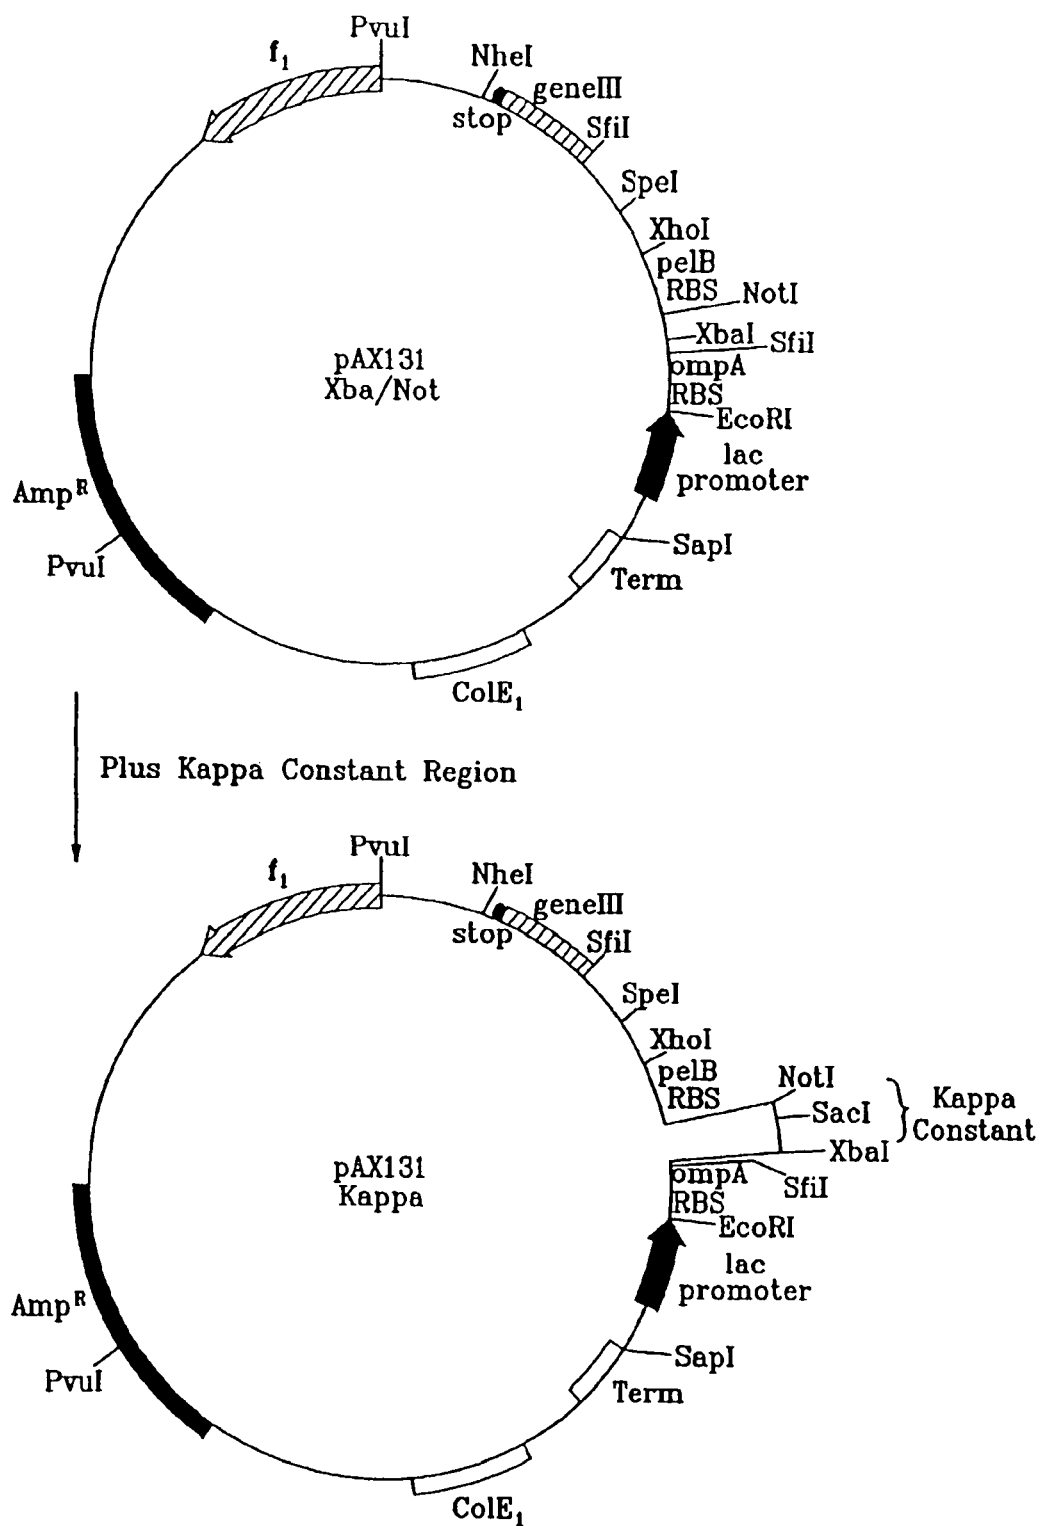 PvuI
f₁
NheI
geneIII
stop
SfiI
SpeI
XhoI
pelB
RBS
NotI
XbaI
SfiI
pAX131
Xba/Not
ompA
RBS
EcoRI
lac
promoter
Ampᴿ
SapI
PvuI
Term
ColE₁
Plus Kappa Constant Region
PvuI
f₁
NheI
geneIII
stop
SfiI
SpeI
XhoI
pelB
RBS
NotI
SacI
Kappa
Constant
XbaI
pAX131
Kappa
ompA
SfiI
RBS
EcoRI
lac
promoter
Ampᴿ
SapI
PvuI
Term
ColE₁